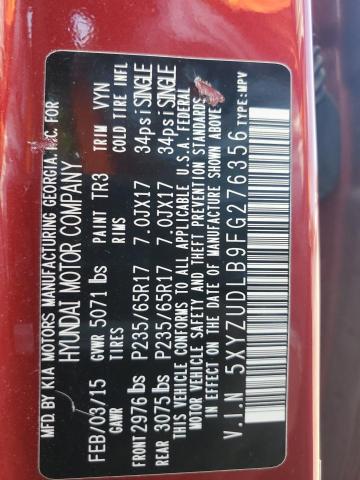 MFD.BY KIA MOTORS MANUFACTURING GEORGIA, I.C. FOR
HYUNDAI MOTOR COMPANY
FEB/03/15 GVWR 5071 lbs PAINT TR3 TRIM VYN
GAWR TIRES RIMS COLD TIRE INFL
FRONT 2976 lbs P235/65R17 7.0JX17 34psi SINGLE
REAR 3075 lbs P235/65R17 7.0JX17 34psi SINGLE
THIS VEHICLE CONFORMS TO ALL APPLICABLE U.S.A. FEDERAL
MOTOR VEHICLE SAFETY AND THEFT PREVENTION STANDARDS
IN EFFECT ON THE DATE OF MANUFACTURE SHOWN ABOVE
V.I.N 5XYZUDLB9FG276356 TYPE:MPV